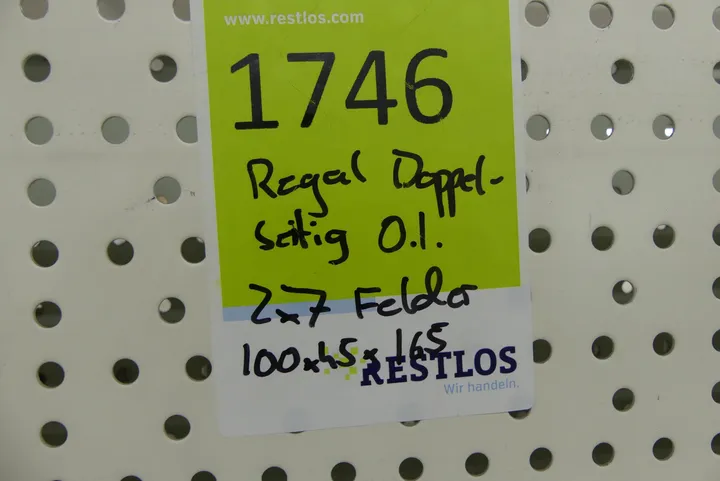 www.restlos.com
1746
Regal Doppel-
seitig O.l.
2x7 Felder
100x45x165
RESTLOS
Wir handeln.